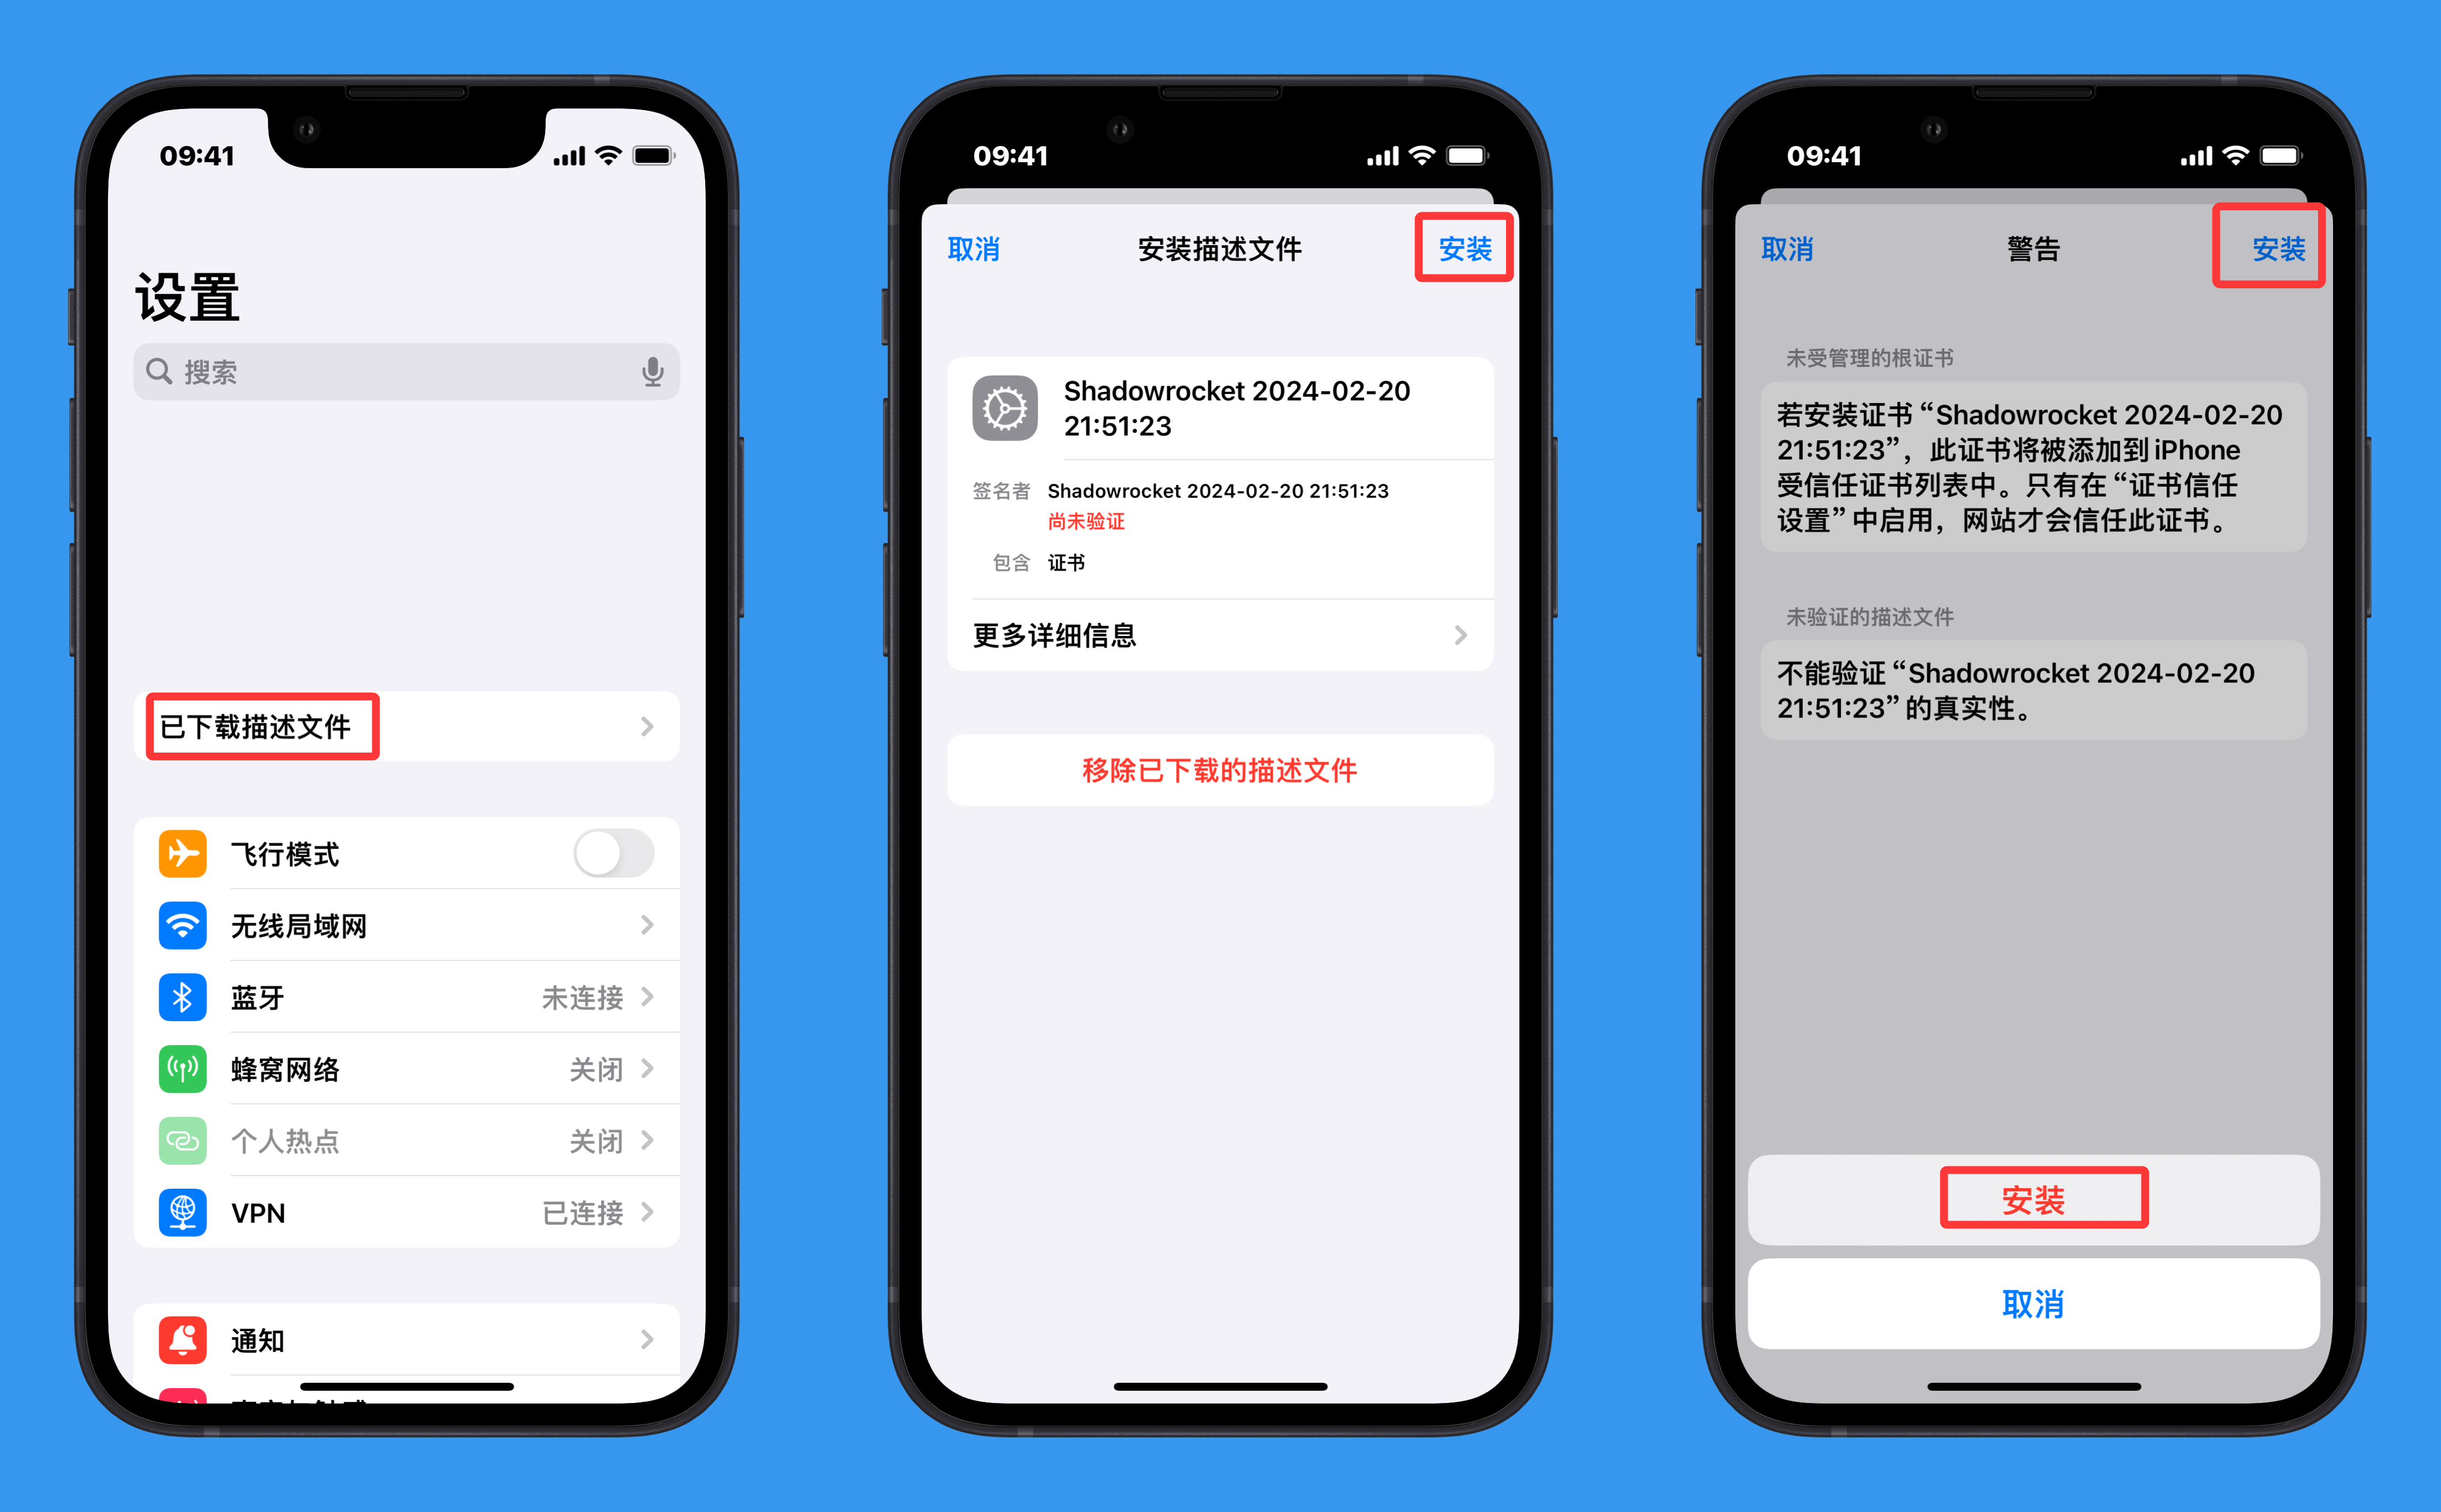 09:41
设置
搜索
已下载描述文件
飞行模式
无线局域网
蓝牙 未连接
蜂窝网络 关闭
个人热点 关闭
VPN 已连接
通知
09:41
取消 安装描述文件 安装
Shadowrocket 2024-02-20
21:51:23
签名者 Shadowrocket 2024-02-20 21:51:23
尚未验证
包含 证书
更多详细信息
移除已下载的描述文件
09:41
取消 警告 安装
未受管理的根证书
若安装证书“Shadowrocket 2024-02-20
21:51:23”，此证书将被添加到 iPhone
受信任证书列表中。只有在“证书信任
设置”中启用，网站才会信任此证书。
未验证的描述文件
不能验证“Shadowrocket 2024-02-20
21:51:23”的真实性。
安装
取消